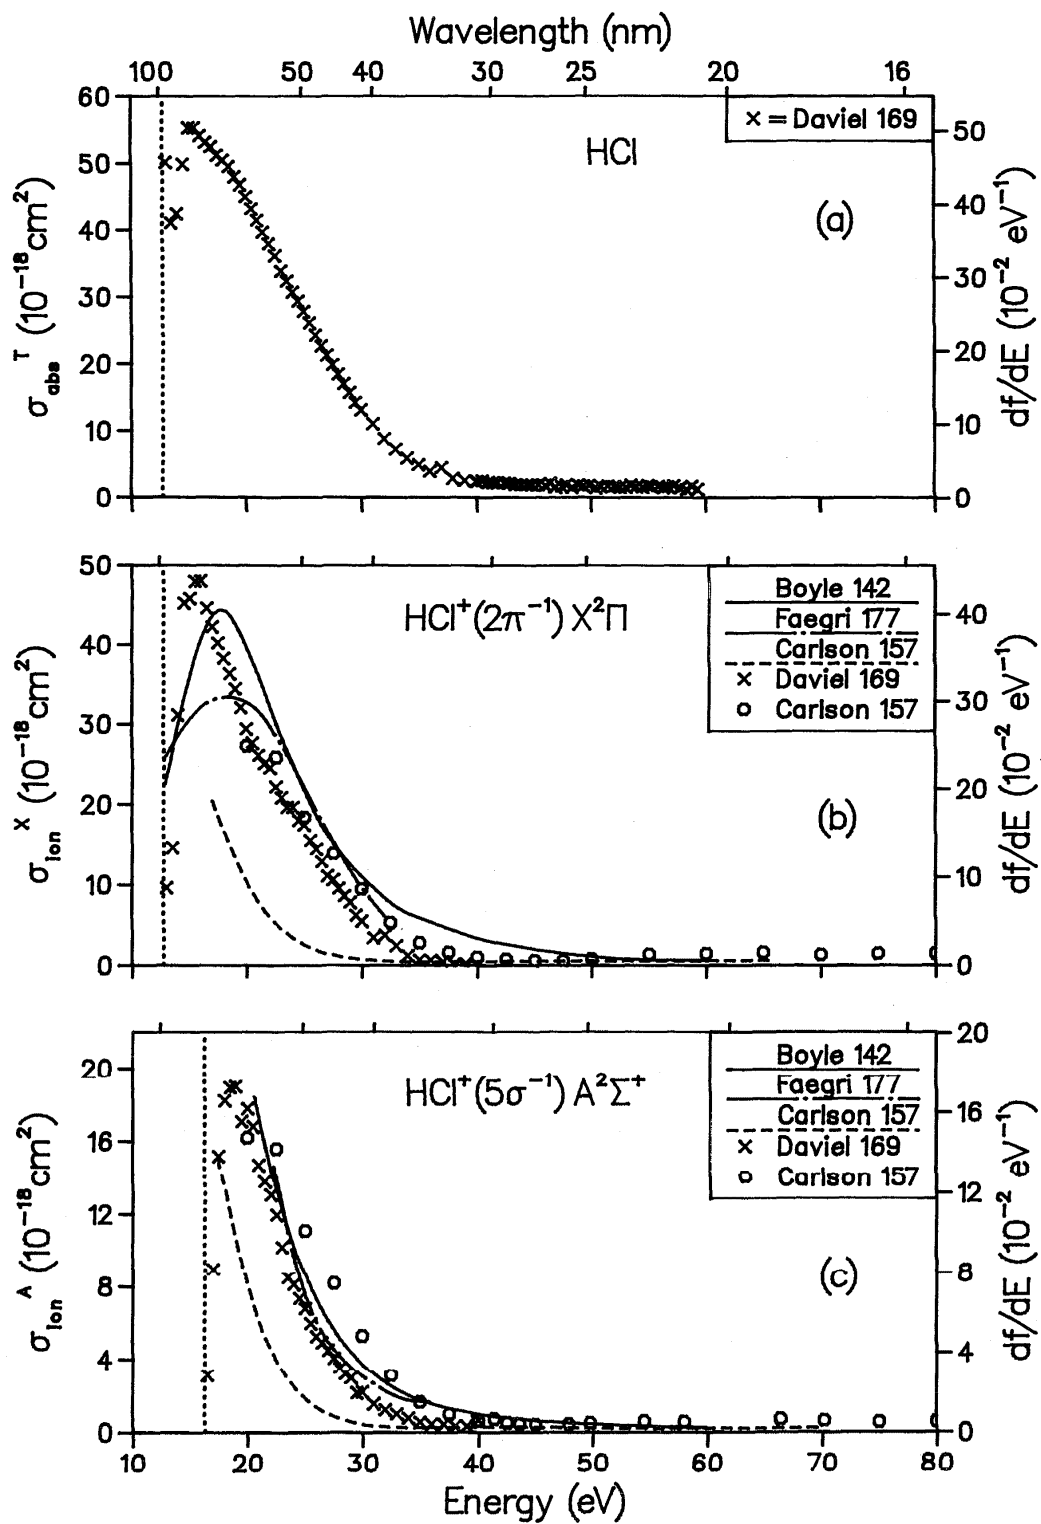 Wavelength (nm)
100 50 40 30 25 20 16
60 50 40 30 20 10 0
σ_abs^T (10⁻¹⁸cm²)
× = Daviel 169
HCl
(a)
50 40 30 20 10 0
df/dE (10⁻² eV⁻¹)
50 40 30 20 10 0
σ_ion^X (10⁻¹⁸cm²)
HCl⁺(2π⁻¹) X²Π
Boyle 142
Faegri 177
Carlson 157
× Daviel 169
o Carlson 157
(b)
40 30 20 10 0
df/dE (10⁻² eV⁻¹)
20 16 12 8 4 0
σ_ion^A (10⁻¹⁸cm²)
HCl⁺(5σ⁻¹) A²Σ⁺
Boyle 142
Faegri 177
Carlson 157
× Daviel 169
o Carlson 157
(c)
20 16 12 8 4 0
df/dE (10⁻² eV⁻¹)
10 20 30 40 50 60 70 80
Energy (eV)